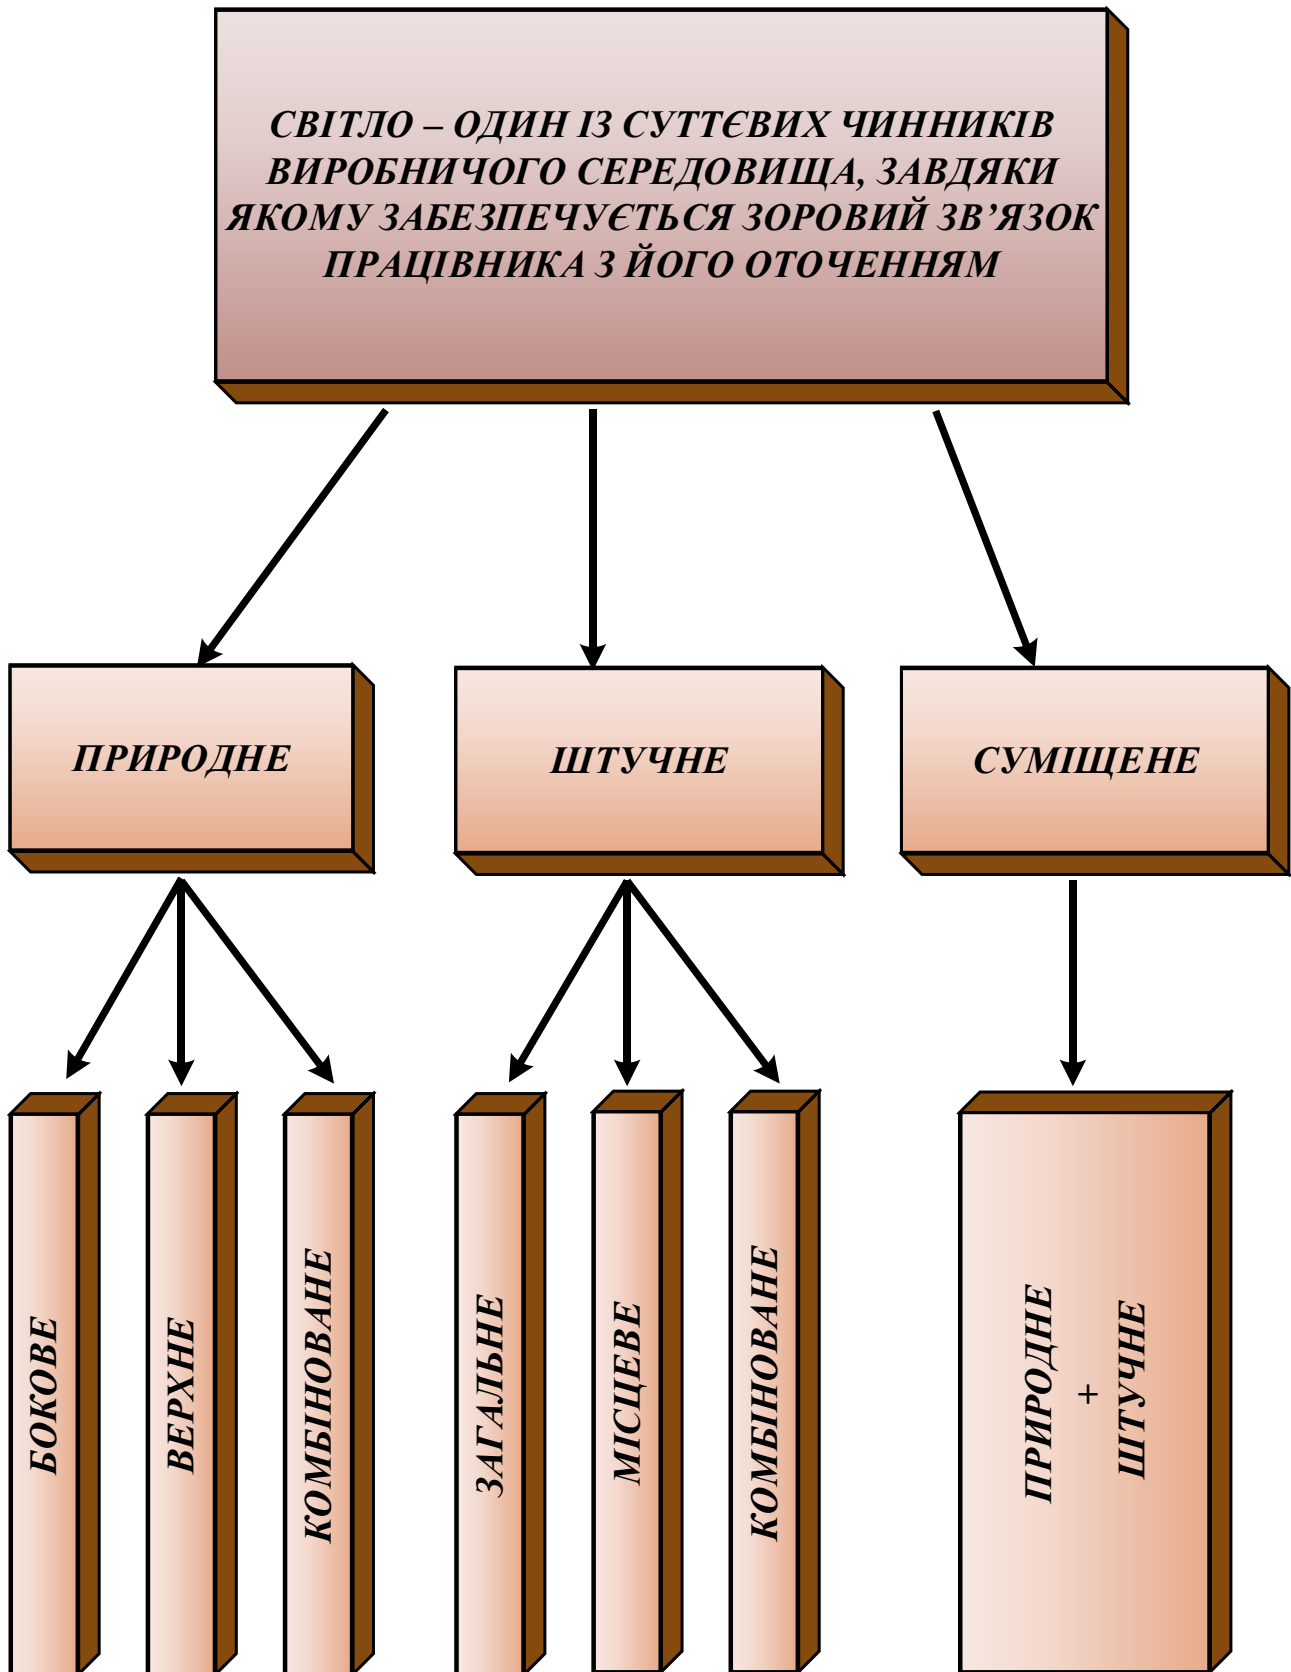 СВІТЛО – ОДИН ІЗ СУТТЄВИХ ЧИННИКІВ
ВИРОБНИЧОГО СЕРЕДОВИЩА, ЗАВДЯКИ
ЯКОМУ ЗАБЕЗПЕЧУЄТЬСЯ ЗОРОВИЙ ЗВ’ЯЗОК
ПРАЦІВНИКА З ЙОГО ОТОЧЕННЯМ
ПРИРОДНЕ
ШТУЧНЕ
СУМІЩЕНЕ
БОКОВЕ
ВЕРХНЕ
КОМБІНОВАНЕ
ЗАГАЛЬНЕ
МІСЦЕВЕ
КОМБІНОВАНЕ
ПРИРОДНЕ
+
ШТУЧНЕ